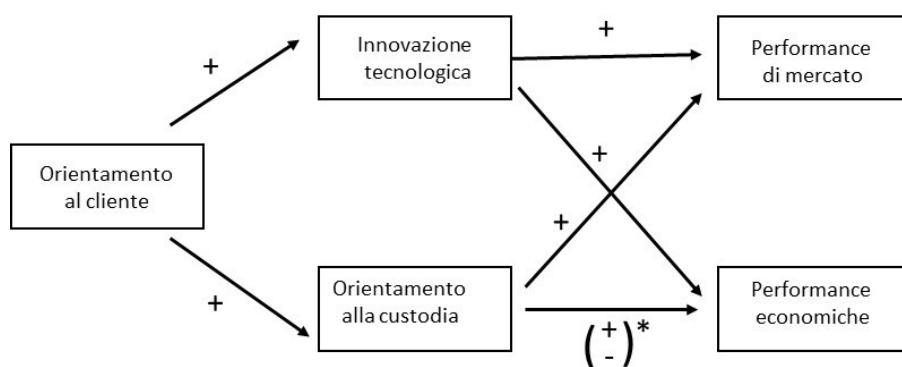 Innovazione
tecnologica
+
Performance
di mercato
+
Orientamento
al cliente
+
+
+
Orientamento
alla custodia
(+
-)*
Performance
economiche